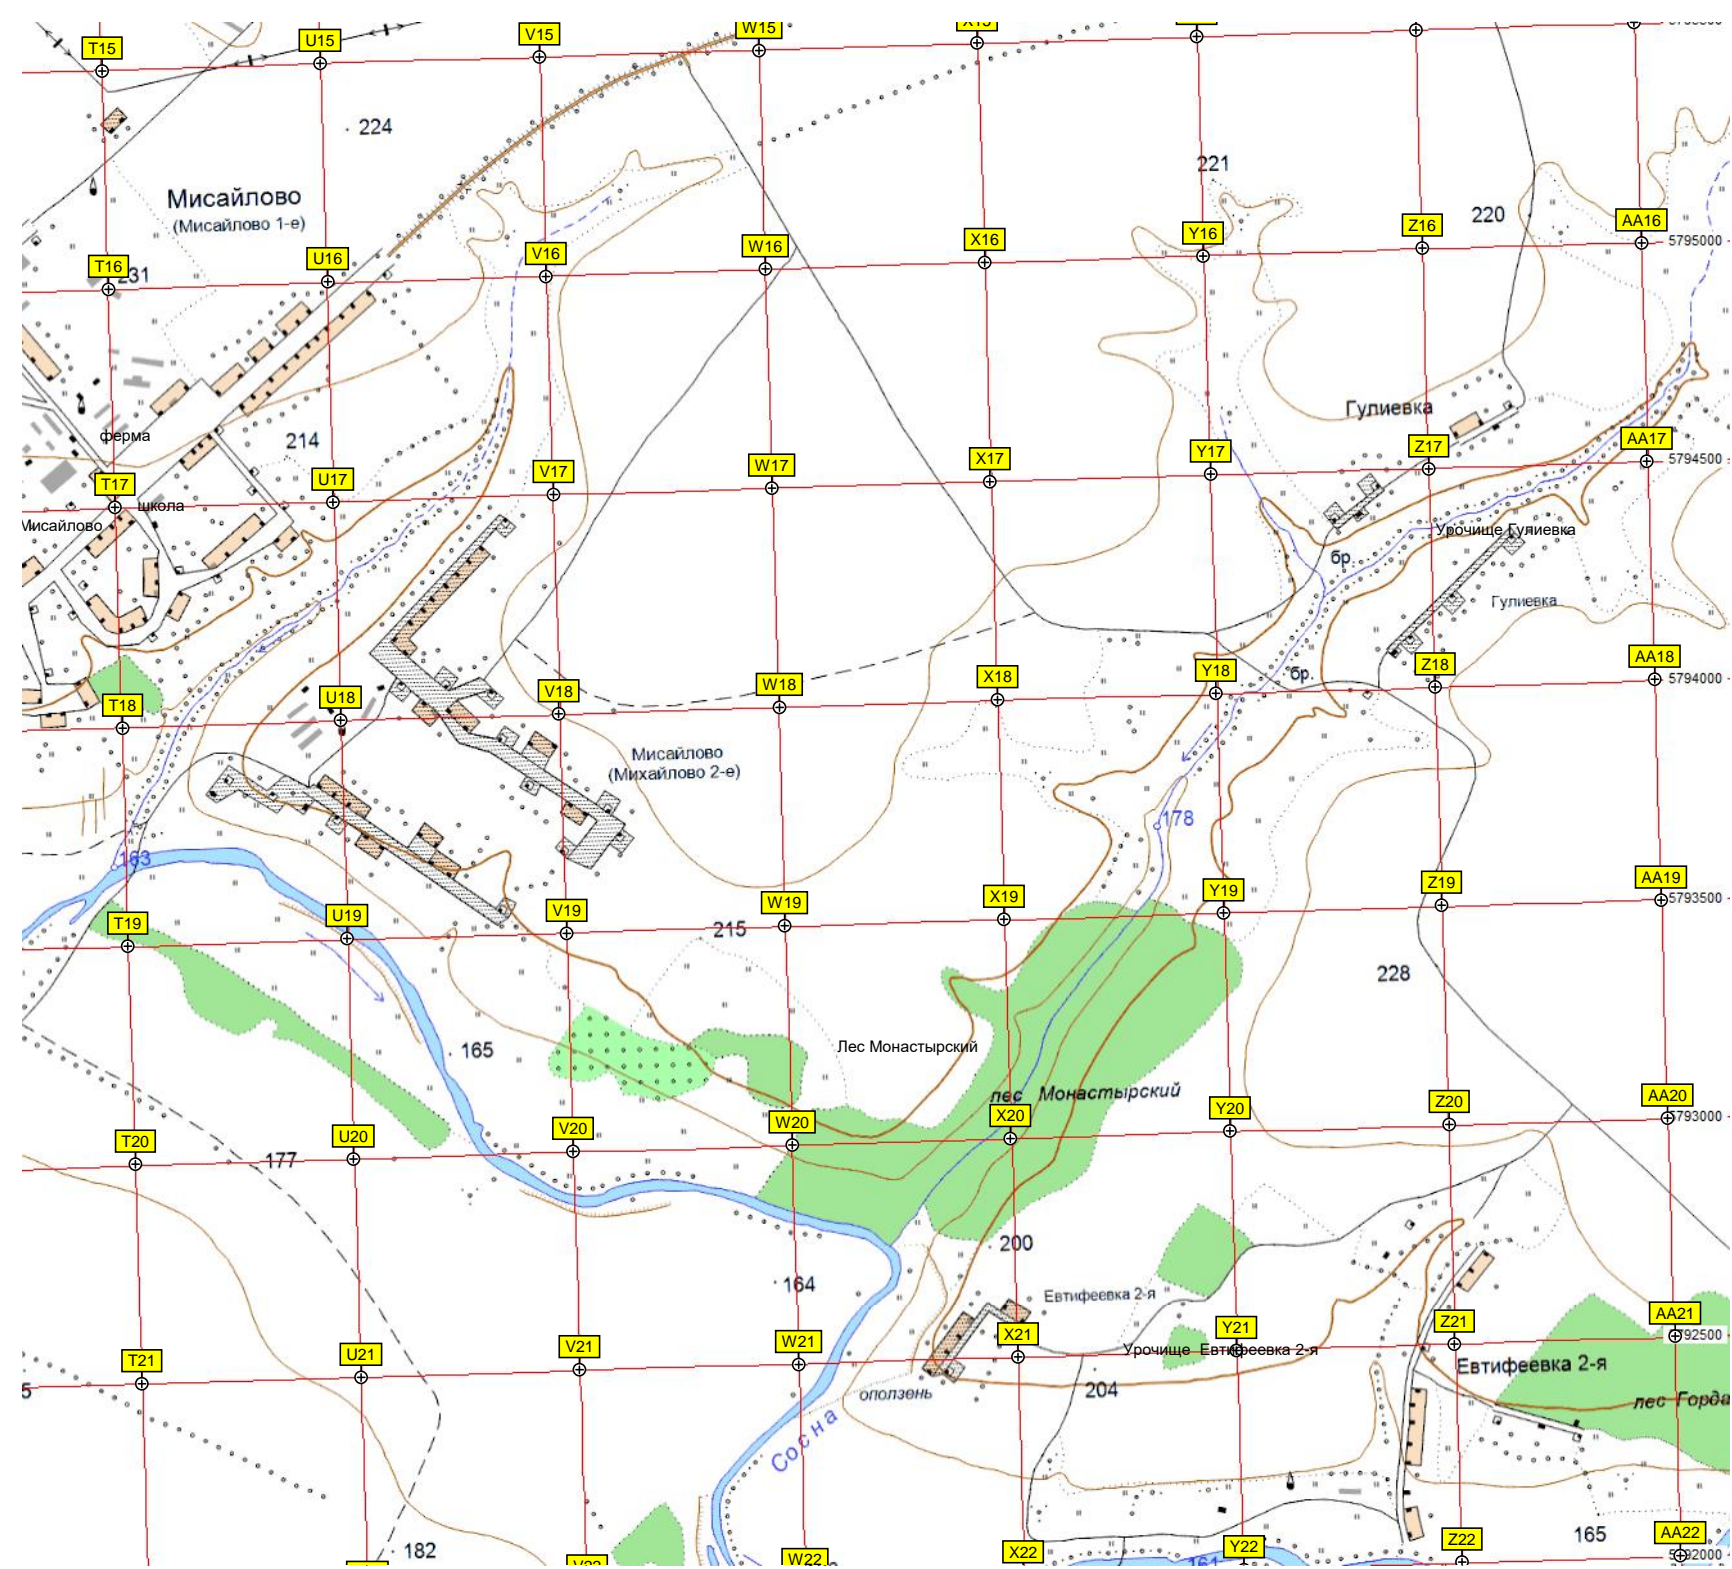 T15
U15
V15
W15
X15
224
221
Мисайлово
(Мисайлово 1-е)
220
T16
231
U16
V16
W16
X16
Y16
Z16
AA16
5795000
Гулиевка
ферма
214
T17
U17
V17
W17
X17
Y17
Z17
AA17
5794500
школа
Мисайлово
Урочище Гулиевка
бр.
Гулиевка
T18
U18
V18
W18
X18
Y18
бр.
Z18
AA18
5794000
Мисайлово
(Михайлово 2-е)
178
163
T19
U19
V19
W19
X19
Y19
Z19
AA19
5793500
215
228
165
Лес Монастырский
лес Монастырский
T20
177
U20
V20
W20
X20
Y20
Z20
AA20
5793000
200
164
Евтифеевка 2-я
T21
U21
V21
W21
X21
Y21
Z21
AA21
Урочище Евтифеевка 2-я
Евтифеевка 2-я
204
оползень
лес Горда
Сосна
182
165
W22
X22
Y22
Z22
AA22
161